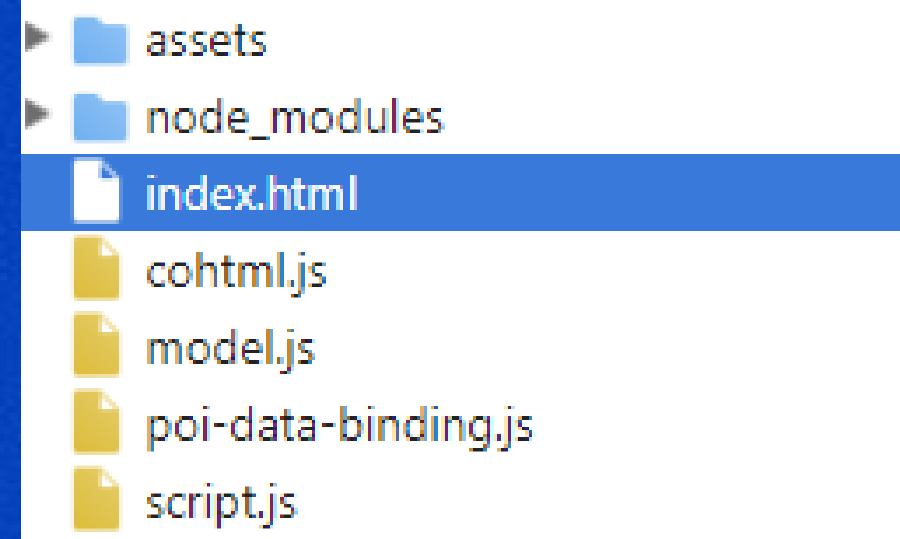 assets
node_modules
index.html
cohtml.js
model.js
poi-data-binding.js
script.js